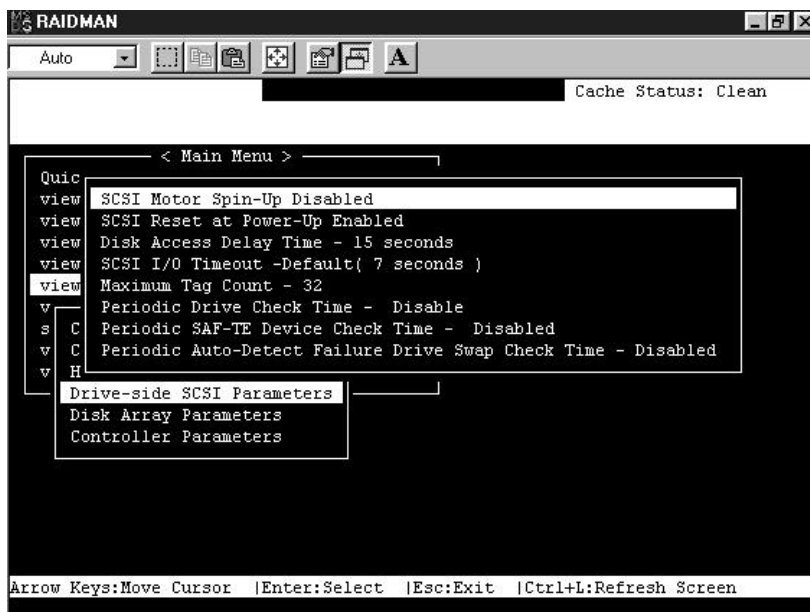 MS DOS RAIDMAN
Auto A
Cache Status: Clean
< Main Menu >
Quic
view SCSI Motor Spin-Up Disabled
view SCSI Reset at Power-Up Enabled
view Disk Access Delay Time - 15 seconds
view SCSI I/O Timeout -Default( 7 seconds )
view Maximum Tag Count - 32
v Periodic Drive Check Time - Disable
s C Periodic SAF-TE Device Check Time - Disabled
v C Periodic Auto-Detect Failure Drive Swap Check Time - Disabled
v H
Drive-side SCSI Parameters
Disk Array Parameters
Controller Parameters
Arrow Keys:Move Cursor |Enter:Select |Esc:Exit |Ctrl+L:Refresh Screen